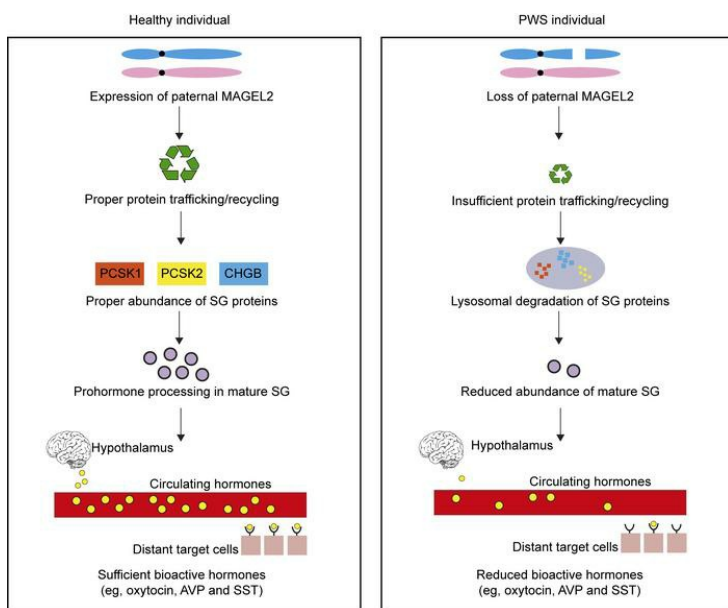 Healthy individual
Expression of paternal MAGEL2
Proper protein trafficking/recycling
PCSK1
PCSK2
CHGB
Proper abundance of SG proteins
Prohormone processing in mature SG
Hypothalamus
Circulating hormones
Distant target cells
Sufficient bioactive hormones
(eg, oxytocin, AVP and SST)
PWS individual
Loss of paternal MAGEL2
Insufficient protein trafficking/recycling
Lysosomal degradation of SG proteins
Reduced abundance of mature SG
Hypothalamus
Circulating hormones
Distant target cells
Reduced bioactive hormones
(eg, oxytocin, AVP and SST)